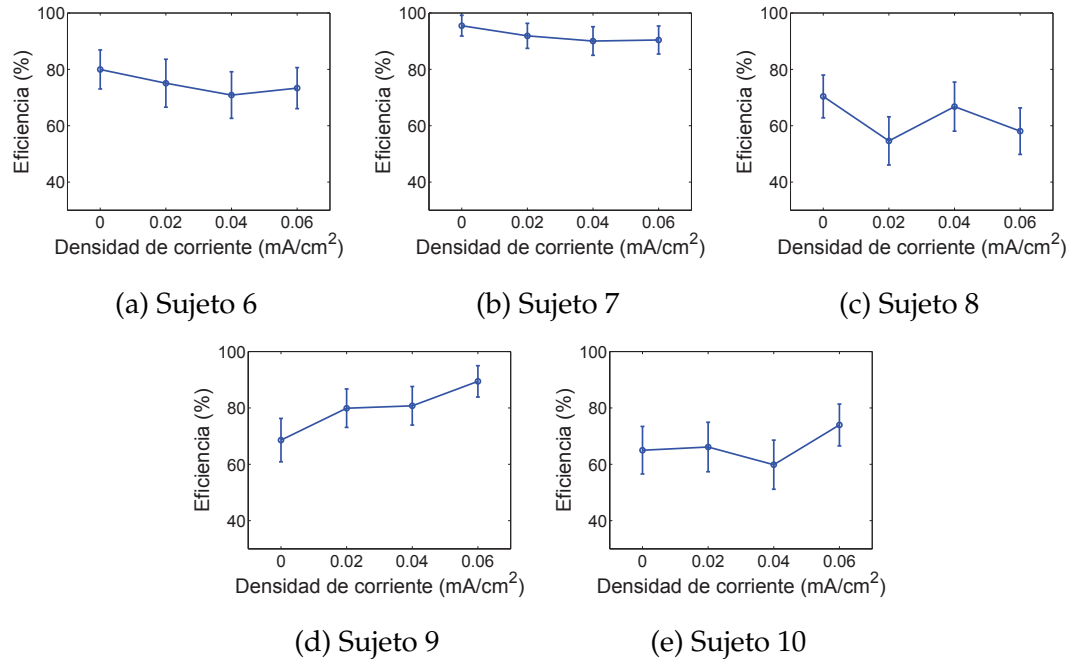 100
80
60
40
Eficiencia (%)
0 0.02 0.04 0.06
Densidad de corriente (mA/cm²)
(a) Sujeto 6
100
80
60
40
Eficiencia (%)
0 0.02 0.04 0.06
Densidad de corriente (mA/cm²)
(b) Sujeto 7
100
80
60
40
Eficiencia (%)
0 0.02 0.04 0.06
Densidad de corriente (mA/cm²)
(c) Sujeto 8
100
80
60
40
Eficiencia (%)
0 0.02 0.04 0.06
Densidad de corriente (mA/cm²)
(d) Sujeto 9
100
80
60
40
Eficiencia (%)
0 0.02 0.04 0.06
Densidad de corriente (mA/cm²)
(e) Sujeto 10